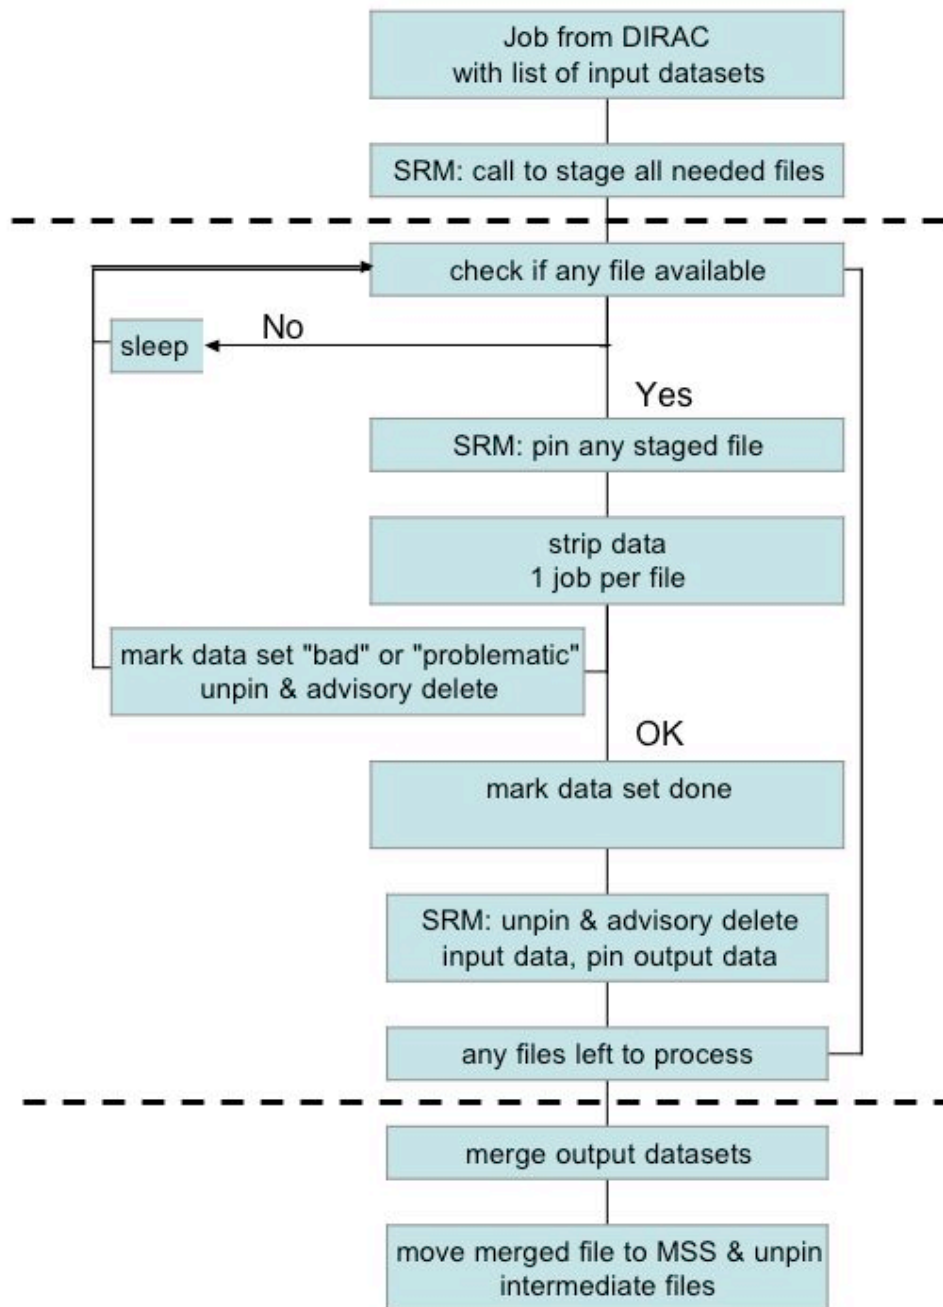 Job from DIRAC
with list of input datasets
SRM: call to stage all needed files
check if any file available
No
sleep
Yes
SRM: pin any staged file
strip data
1 job per file
mark data set "bad" or "problematic"
unpin & advisory delete
OK
mark data set done
SRM: unpin & advisory delete
input data, pin output data
any files left to process
merge output datasets
move merged file to MSS & unpin
intermediate files